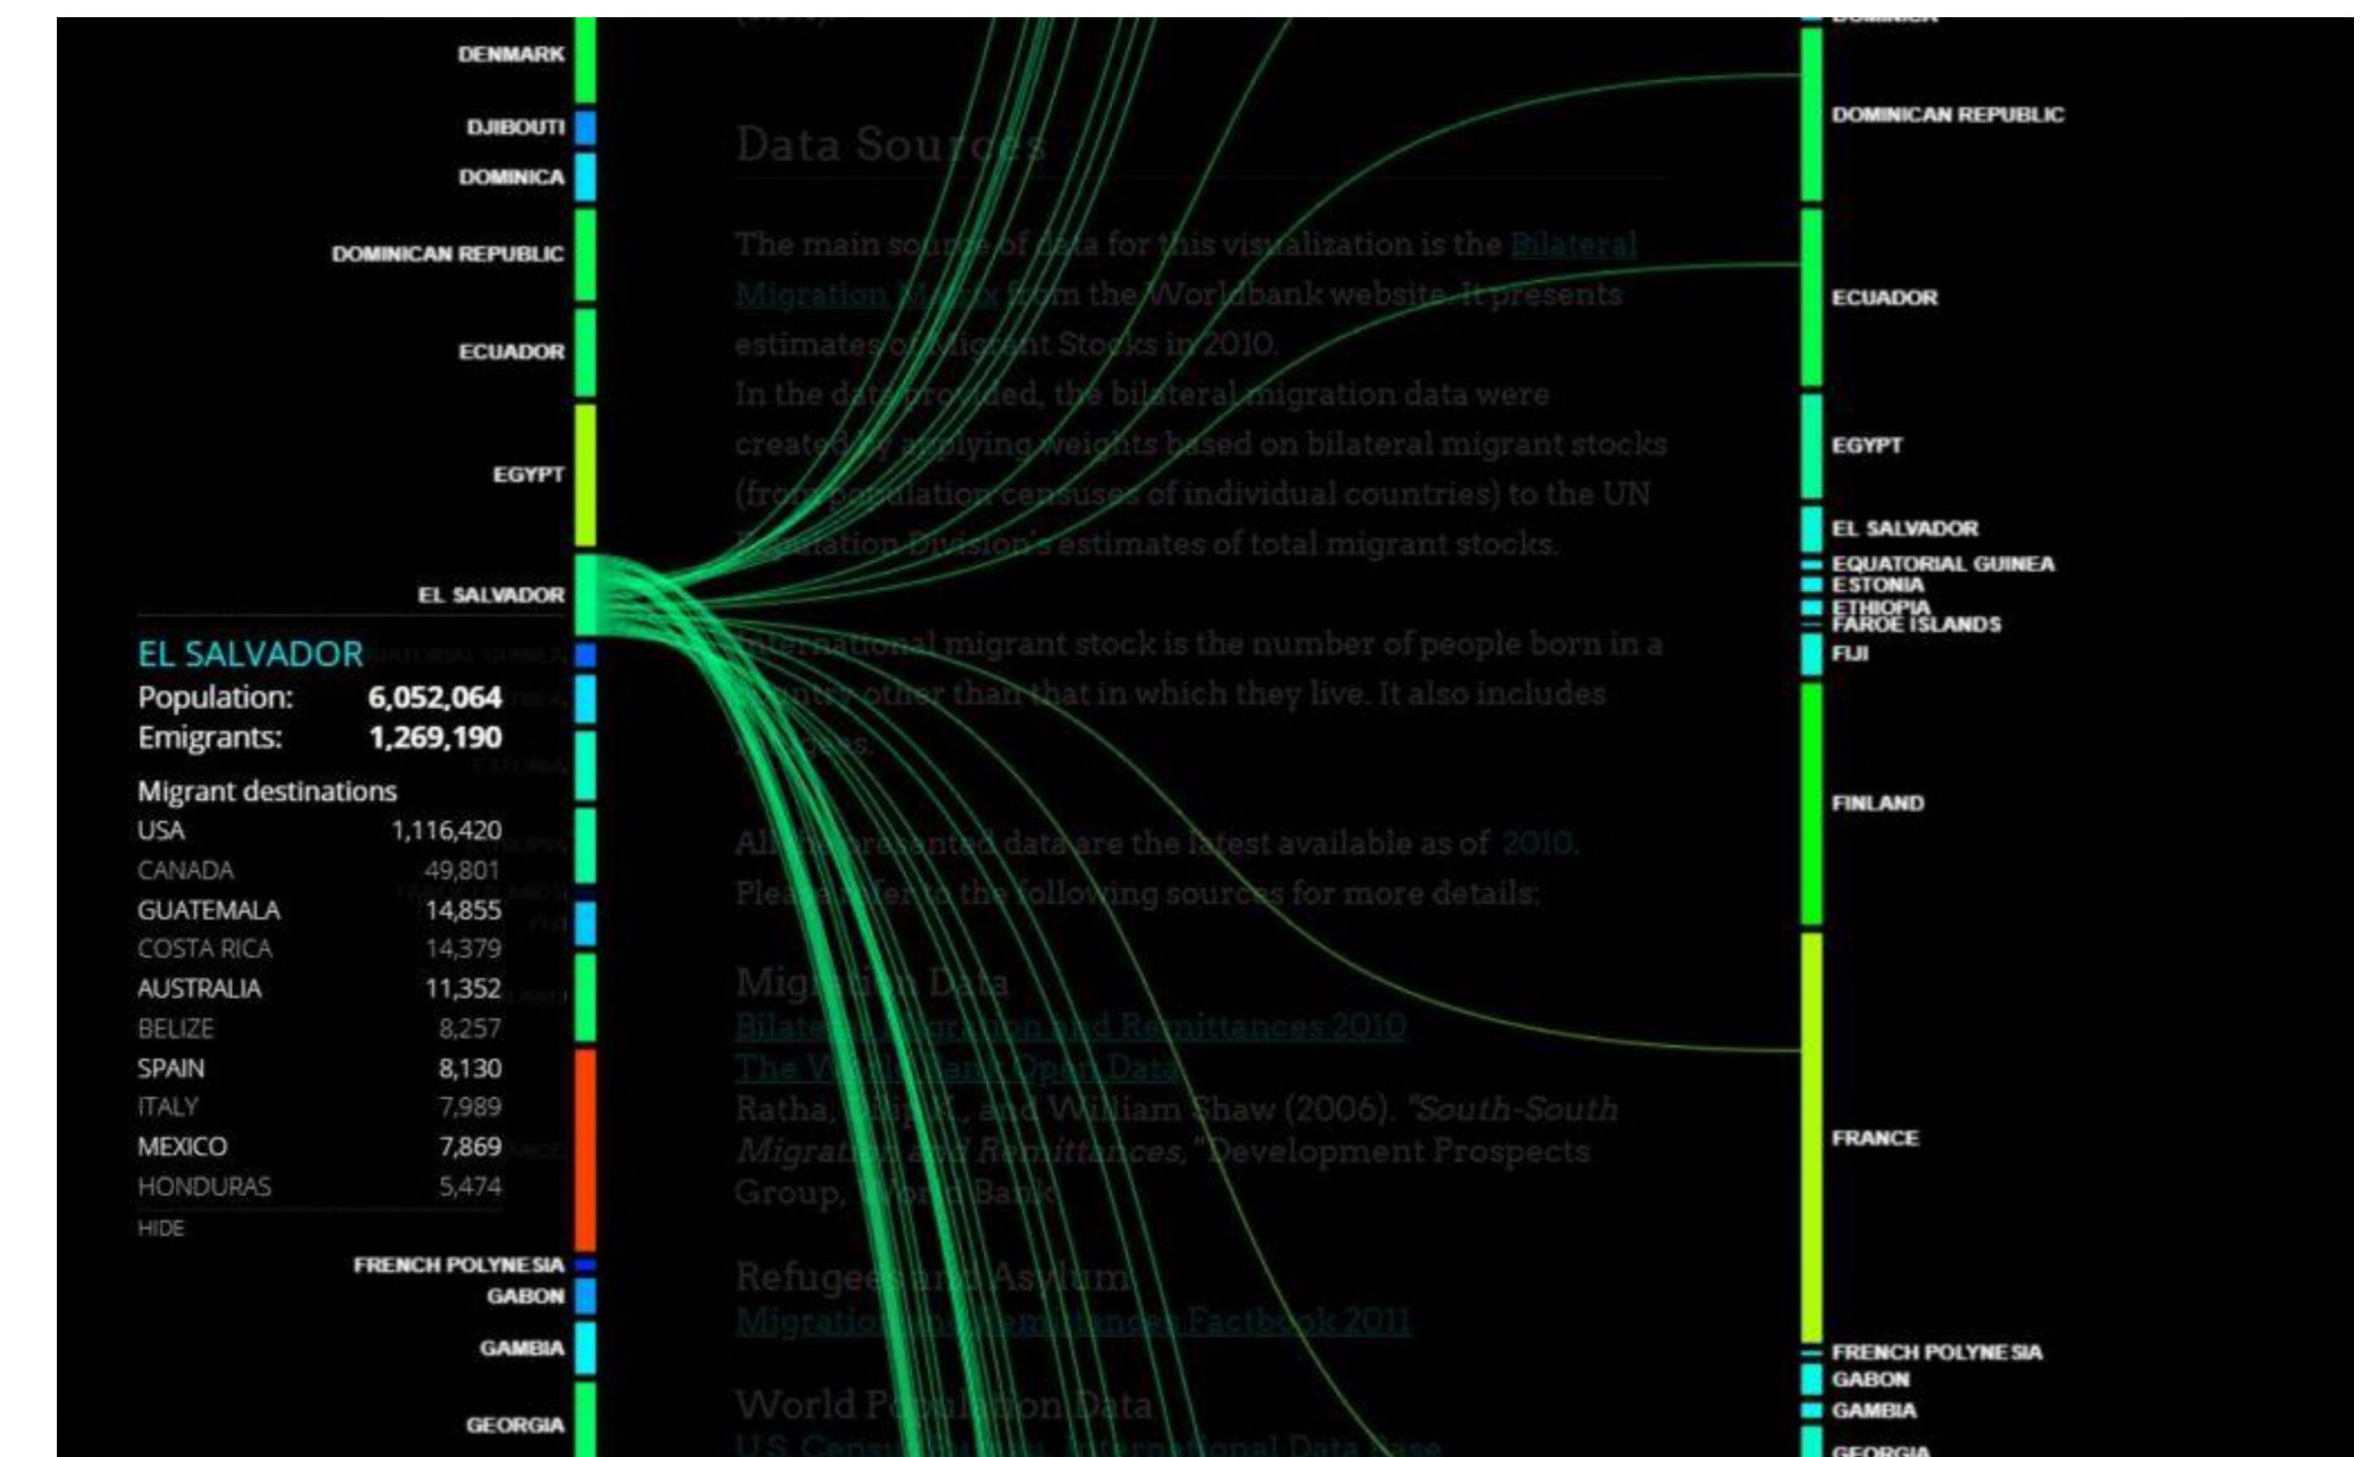 DENMARK
DJIBOUTI
DOMINICA
DOMINICAN REPUBLIC
ECUADOR
EGYPT
EL SALVADOR
EL SALVADOR
Population: 6,052,064
Emigrants: 1,269,190
Migrant destinations
USA 1,116,420
CANADA 49,801
GUATEMALA 14,855
COSTA RICA 14,379
AUSTRALIA 11,352
BELIZE 8,257
SPAIN 8,130
ITALY 7,989
MEXICO 7,869
HONDURAS 5,474
HIDE
FRENCH POLYNESIA
GABON
GAMBIA
GEORGIA
Data Sources
The main source of data for this visualization is the Bilateral
Migration Matrix from the Worldbank website. It presents
estimates of Migrant Stocks in 2010.
In the data provided, the bilateral migration data were
created by applying weights based on bilateral migrant stocks
(from population censuses of individual countries) to the UN
Population Division's estimates of total migrant stocks.
International migrant stock is the number of people born in a
country other than that in which they live. It also includes
refugees.
All the presented data are the latest available as of 2010.
Please refer to the following sources for more details:
Migration Data
Bilateral Migration and Remittances 2010
The World Bank Open Data
Ratha, Dilip K., and William Shaw (2006). "South-South
Migration and Remittances," Development Prospects
Group, World Bank
Refugees and Asylum
Migration and Remittances Factbook 2011
World Population Data
U.S. Census Bureau, International Data Base
DOMINICA
DOMINICAN REPUBLIC
ECUADOR
EGYPT
EL SALVADOR
EQUATORIAL GUINEA
ESTONIA
ETHIOPIA
FAROE ISLANDS
FIJI
FINLAND
FRANCE
FRENCH POLYNESIA
GABON
GAMBIA
GEORGIA